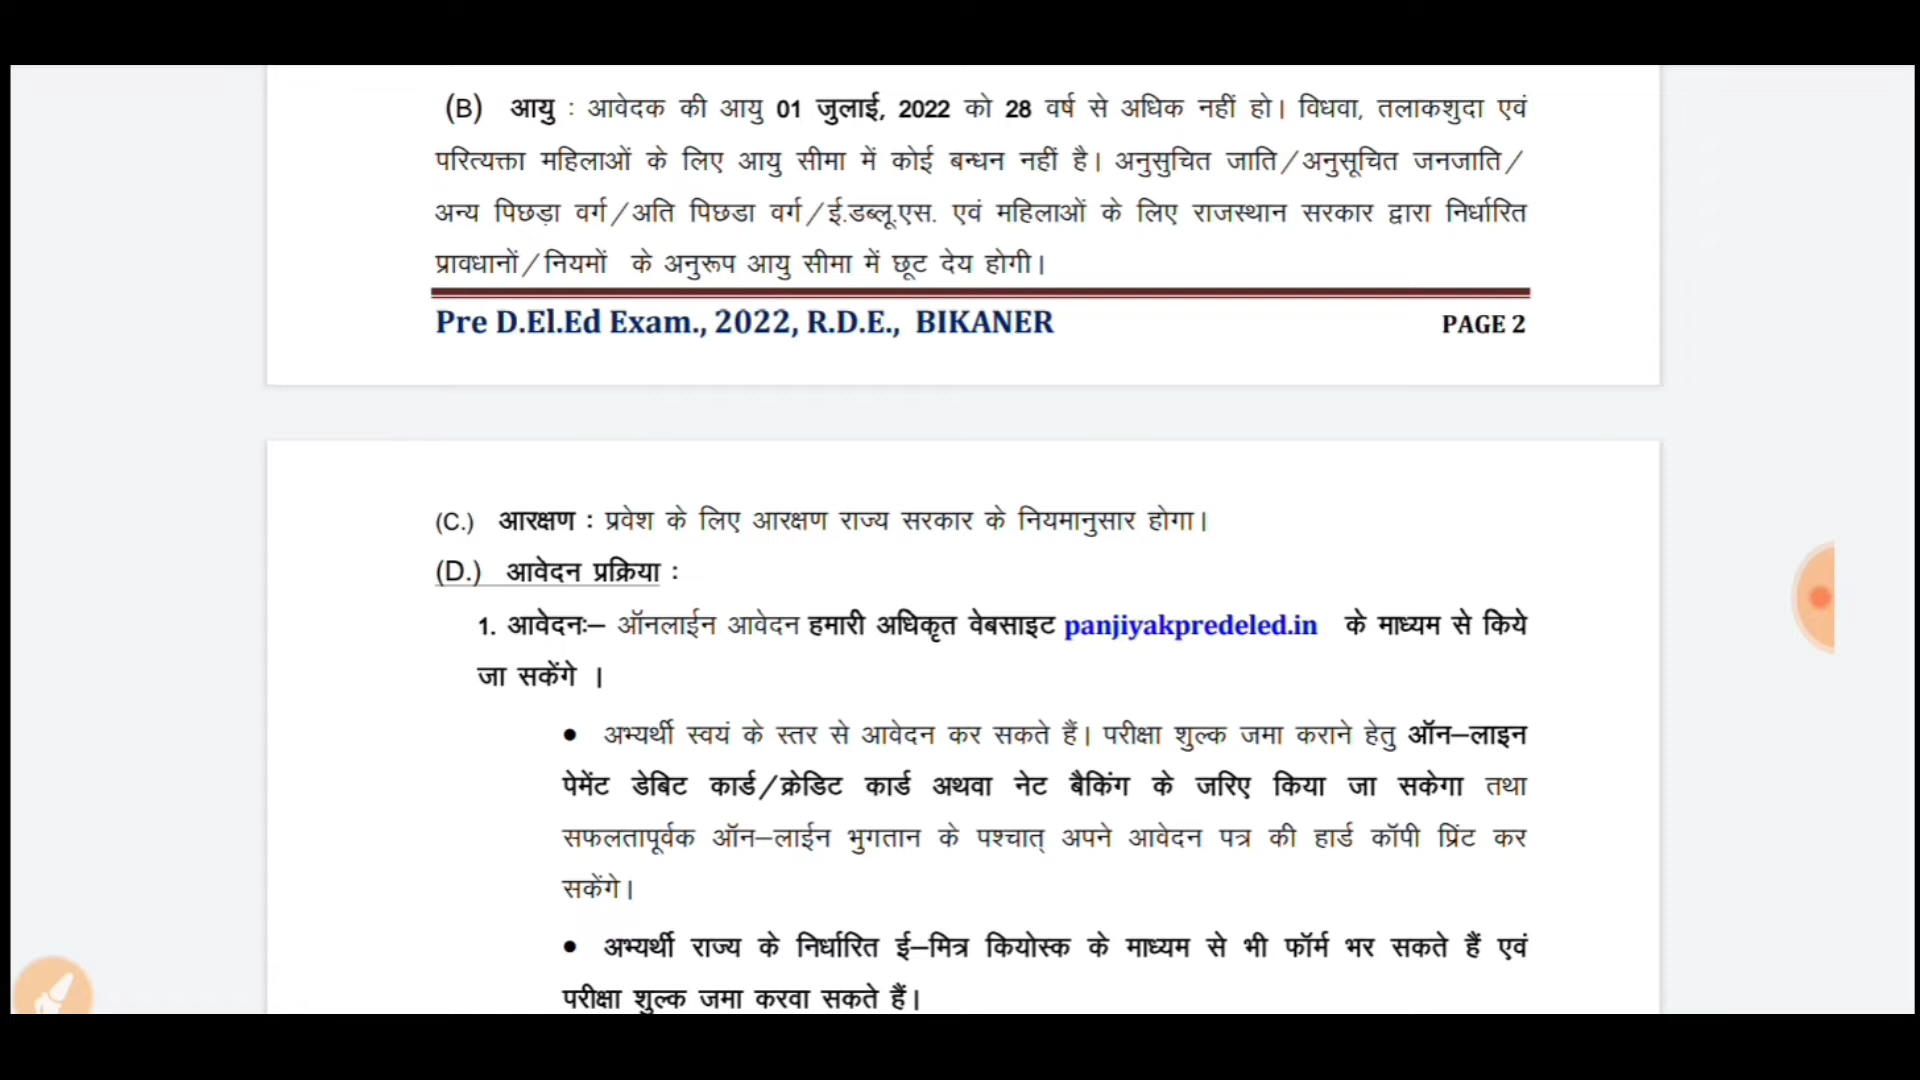 (B) आयु : आवेदक की आयु 01 जुलाई, 2022 को 28 वर्ष से अधिक नहीं हो। विधवा, तलाकशुदा एवं
परित्यक्ता महिलाओं के लिए आयु सीमा में कोई बन्धन नहीं है। अनुसुचित जाति/अनुसूचित जनजाति/
अन्य पिछड़ा वर्ग/अति पिछडा वर्ग/ई.डब्लू.एस. एवं महिलाओं के लिए राजस्थान सरकार द्वारा निर्धारित
प्रावधानों/नियमों के अनुरूप आयु सीमा में छूट देय होगी।
Pre D.El.Ed Exam., 2022, R.D.E., BIKANER PAGE 2
(C.) आरक्षण : प्रवेश के लिए आरक्षण राज्य सरकार के नियमानुसार होगा।
(D.) आवेदन प्रक्रिया :
1. आवेदनः– ऑनलाईन आवेदन हमारी अधिकृत वेबसाइट panjiyakpredeled.in के माध्यम से किये
जा सकेंगे ।
• अभ्यर्थी स्वयं के स्तर से आवेदन कर सकते हैं। परीक्षा शुल्क जमा कराने हेतु ऑन–लाइन
पेमेंट डेबिट कार्ड/क्रेडिट कार्ड अथवा नेट बैकिंग के जरिए किया जा सकेगा तथा
सफलतापूर्वक ऑन–लाईन भुगतान के पश्चात् अपने आवेदन पत्र की हार्ड कॉपी प्रिंट कर
सकेंगे।
• अभ्यर्थी राज्य के निर्धारित ई–मित्र कियोस्क के माध्यम से भी फॉर्म भर सकते हैं एवं
परीक्षा शुल्क जमा करवा सकते हैं।